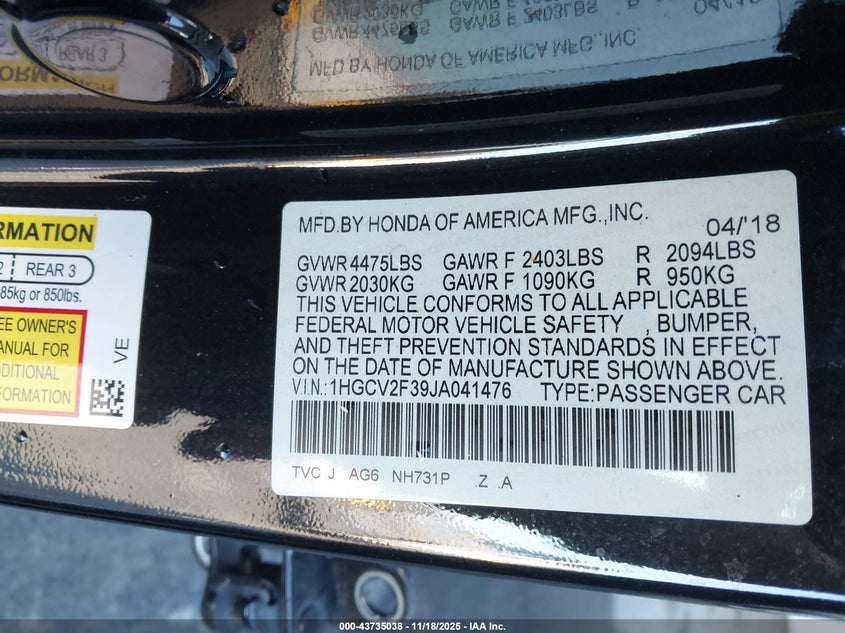 MFD.BY HONDA OF AMERICA MFG.,INC. 04/'18
GVWR 4475LBS GAWR F 2403LBS R 2094LBS
GVWR 2030KG GAWR F 1090KG R 950KG
THIS VEHICLE CONFORMS TO ALL APPLICABLE
FEDERAL MOTOR VEHICLE SAFETY , BUMPER,
AND THEFT PREVENTION STANDARDS IN EFFECT
ON THE DATE OF MANUFACTURE SHOWN ABOVE.
V.I.N.:1HGCV2F39JA041476 TYPE:PASSENGER CAR
TVC J AG6 NH731P .Z .A
RMATION
2 REAR 3
85kg or 850lbs.
EE OWNER'S
ANUAL FOR
DDITIONAL
FORMATION
VE
000-43735038 - 11/18/2025 - IAA Inc.